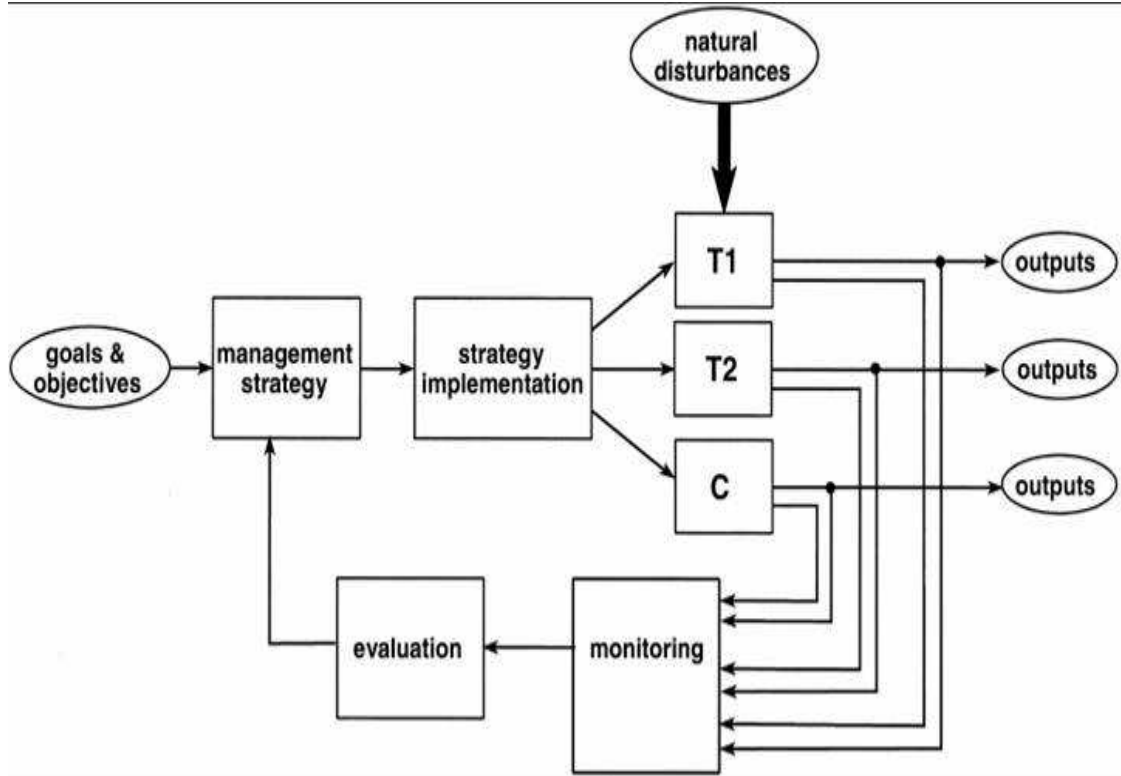 natural
disturbances
T1
outputs
goals &
objectives
management
strategy
strategy
implementation
T2
outputs
C
outputs
evaluation
monitoring